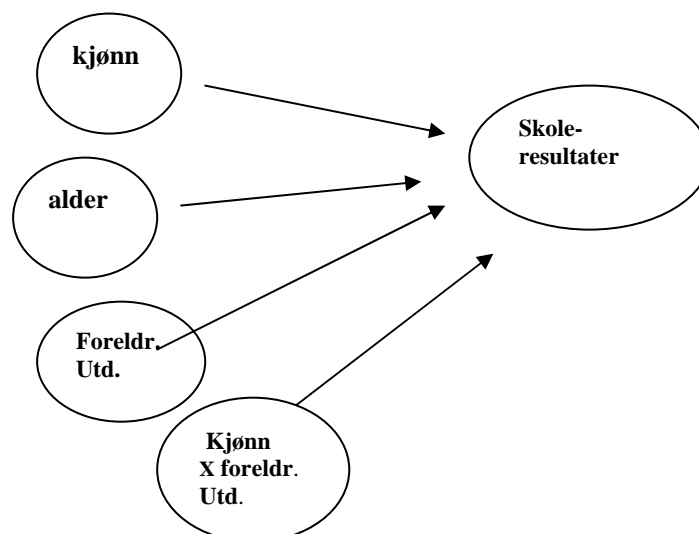 kjønn
Skole-
resultater
alder
Foreldr.
Utd.
Kjønn
X foreldr.
Utd.